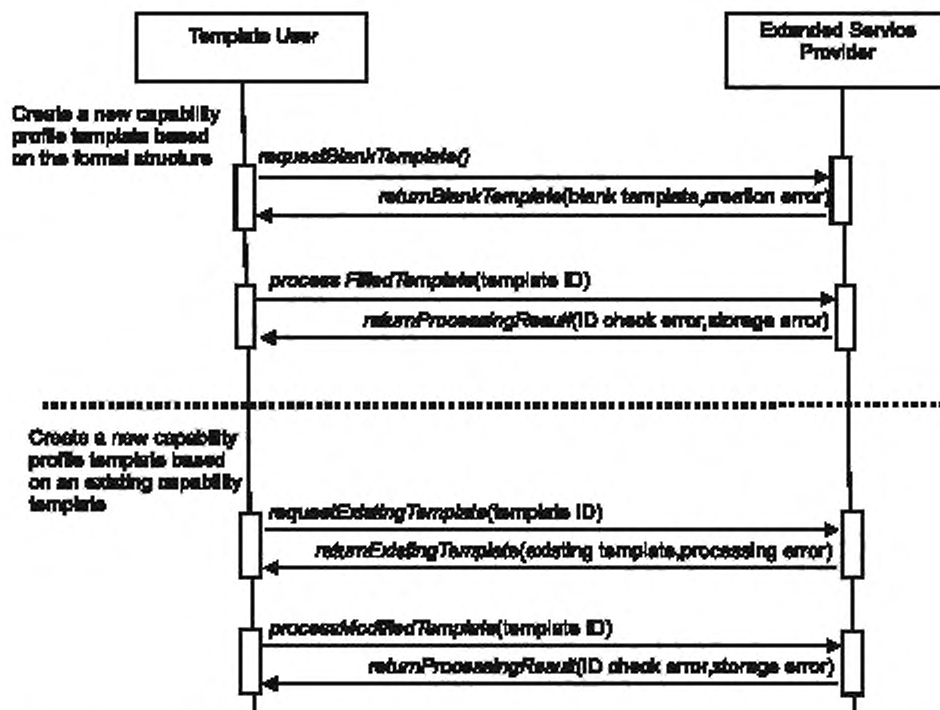 Template User
Extended Service
Provider
Create a new capability
profile template based
on the formal structure
requestBlankTemplate()
returnBlankTemplate(blank template,creation error)
process FilledTemplate(template ID)
returnProcessingResult(ID check error,storage error)
Create a new capability
profile template based
on an existing capability
template
requestExistingTemplate(template ID)
returnExistingTemplate(existing template,processing error)
processModifiedTemplate(template ID)
returnProcessingResult(ID check error,storage error)